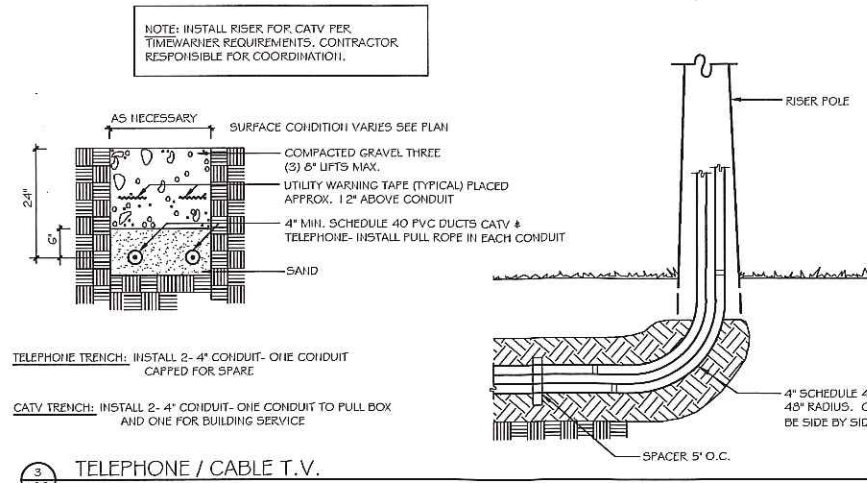 NOTE: INSTALL RISER FOR CATV PER
TIMEWARNER REQUIREMENTS. CONTRACTOR
RESPONSIBLE FOR COORDINATION.
AS NECESSARY
SURFACE CONDITION VARIES SEE PLAN
COMPACTED GRAVEL THREE
(3) 8" LIFTS MAX.
UTILITY WARNING TAPE (TYPICAL) PLACED
APPROX. 12" ABOVE CONDUIT
4" MIN. SCHEDULE 40 PVC DUCTS CATV &
TELEPHONE- INSTALL PULL ROPE IN EACH CONDUIT
SAND
24"
6"
RISER POLE
4" SCHEDULE 4
48" RADIUS.
BE SIDE BY SID
SPACER 5' O.C.
TELEPHONE TRENCH: INSTALL 2- 4" CONDUIT- ONE CONDUIT
CAPPED FOR SPARE
CATV TRENCH: INSTALL 2- 4" CONDUIT- ONE CONDUIT TO PULL BOX
AND ONE FOR BUILDING SERVICE
3
TELEPHONE / CABLE T.V.